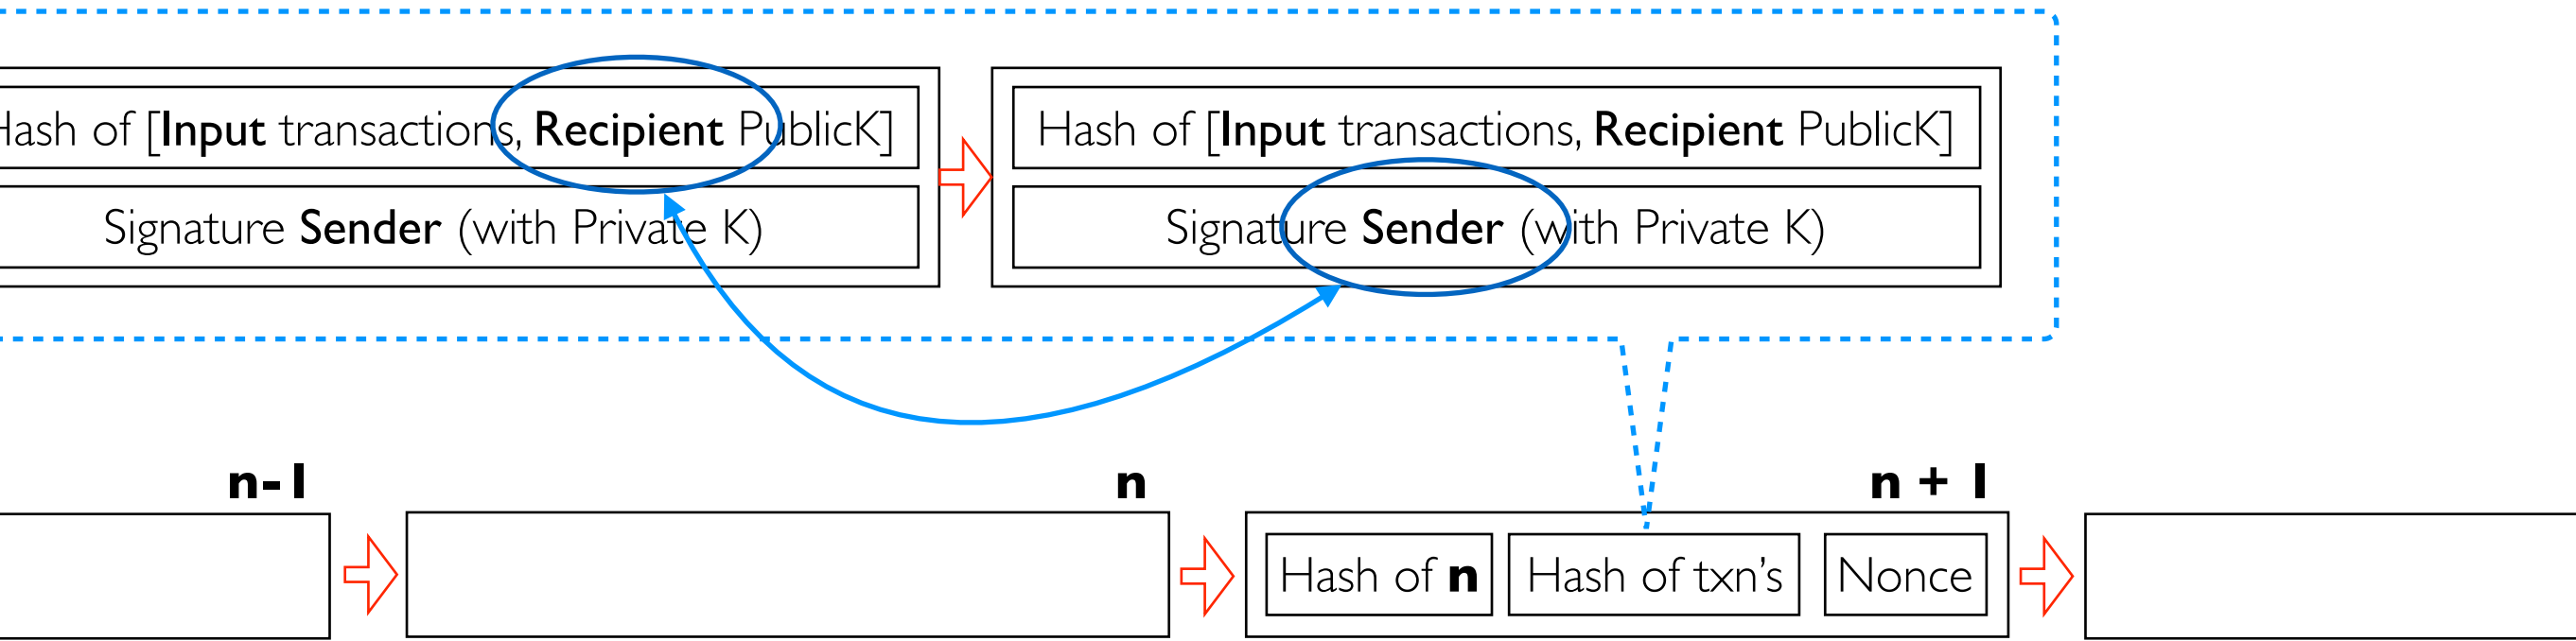 ash of [Input transactions, Recipient PublicK]
Signature Sender (with Private K)
Hash of [Input transactions, Recipient PublicK]
Signature Sender (with Private K)
n-1
n
n + 1
Hash of n
Hash of txn's
Nonce